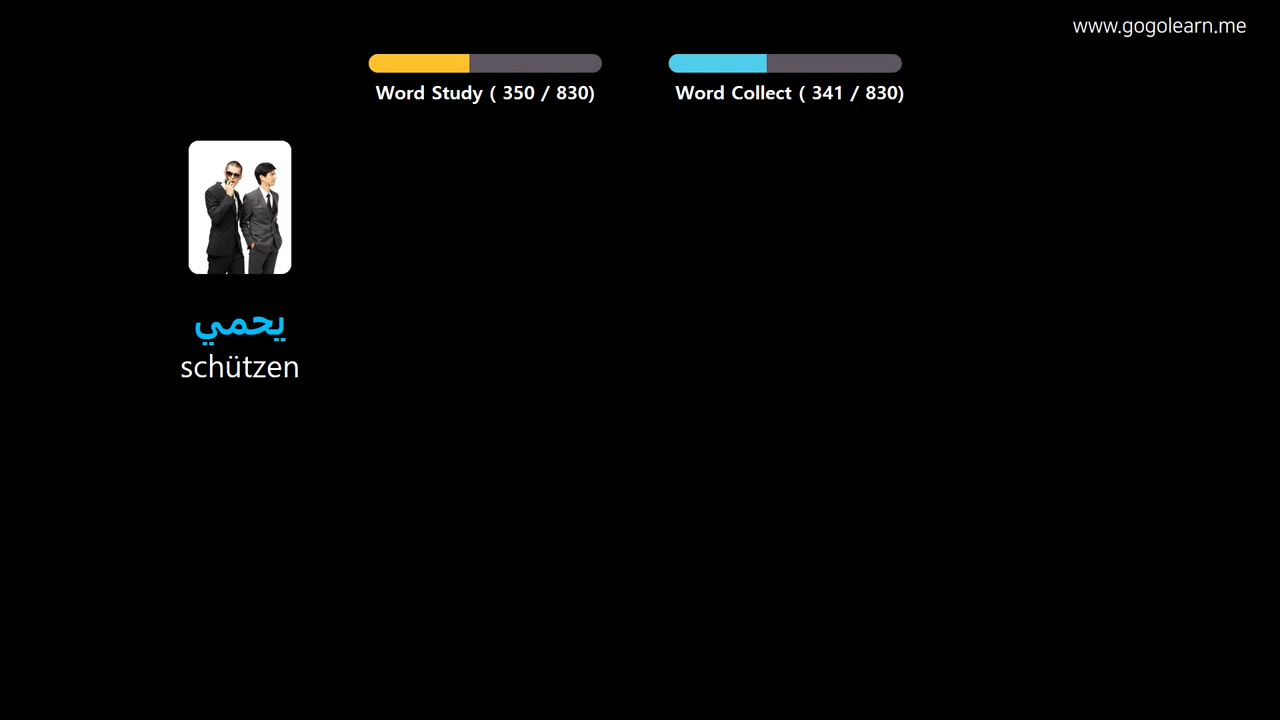 www.gogolearn.me
Word Study ( 350 / 830)
Word Collect ( 341 / 830)
يحمي
schützen